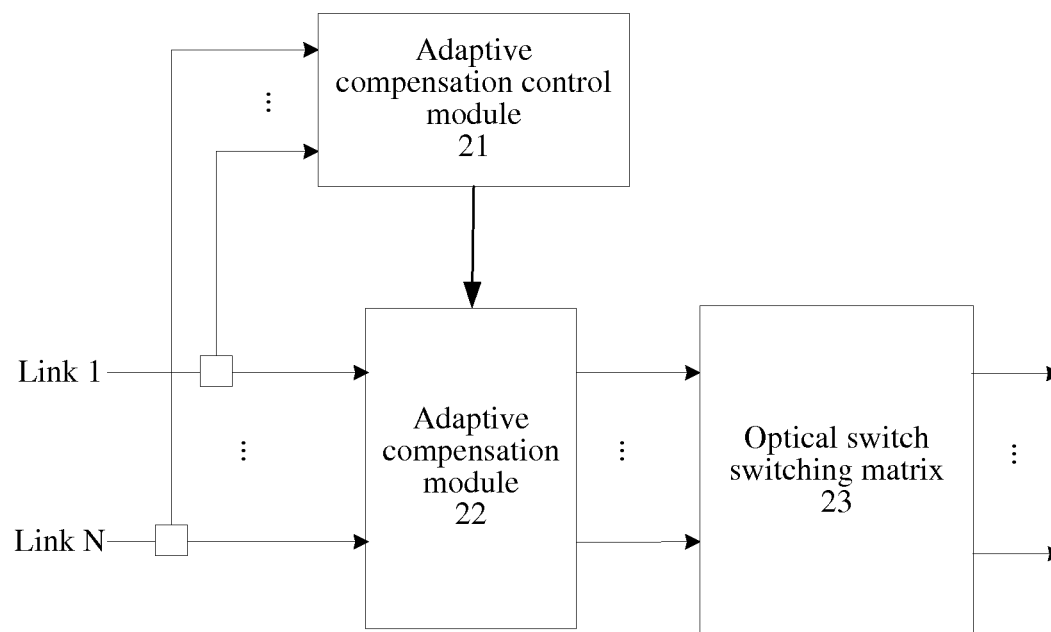 Adaptive
compensation control
module
21
Link 1
Adaptive
compensation
module
22
Optical switch
switching matrix
23
Link N